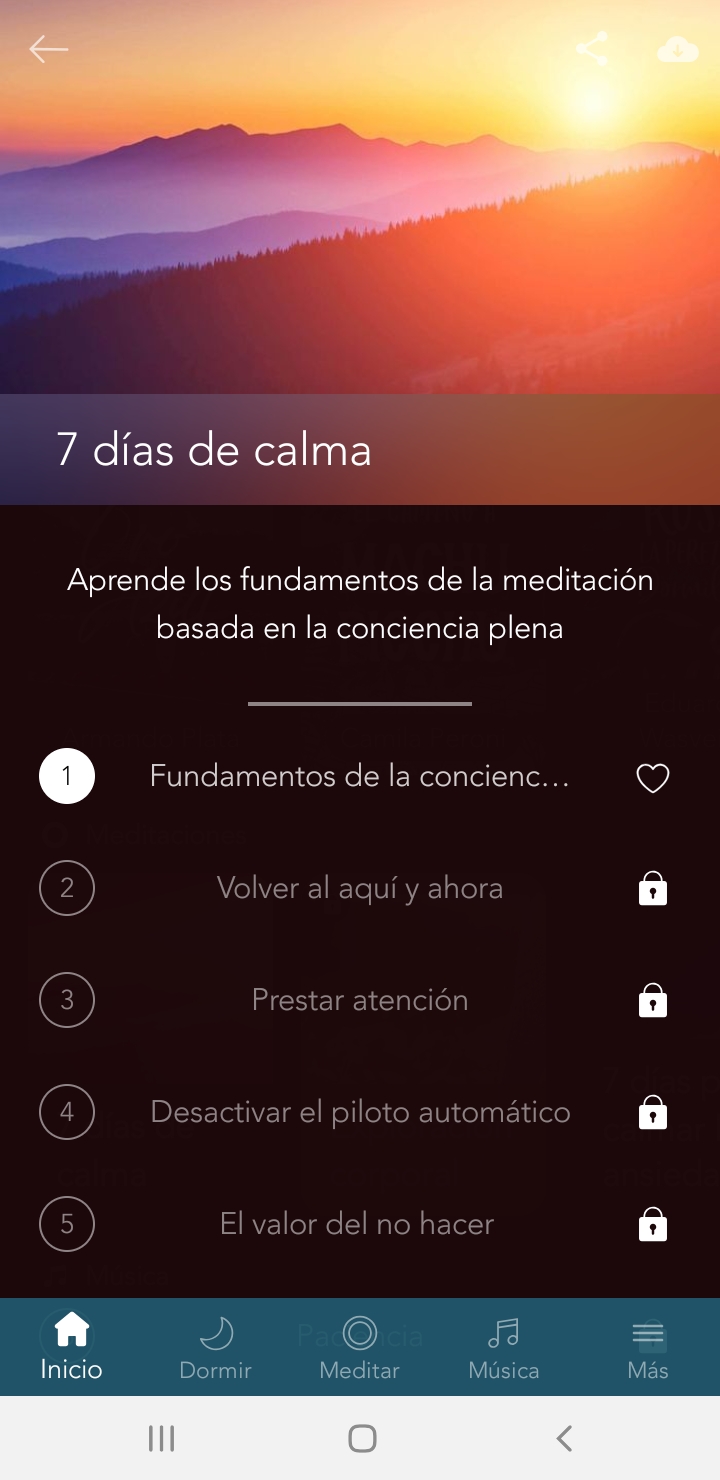 7 días de calma
Aprende los fundamentos de la meditación
basada en la conciencia plena
1 Fundamentos de la concienc...
2 Volver al aquí y ahora
3 Prestar atención
4 Desactivar el piloto automático
5 El valor del no hacer
Paciencia
Inicio Dormir Meditar Música Más